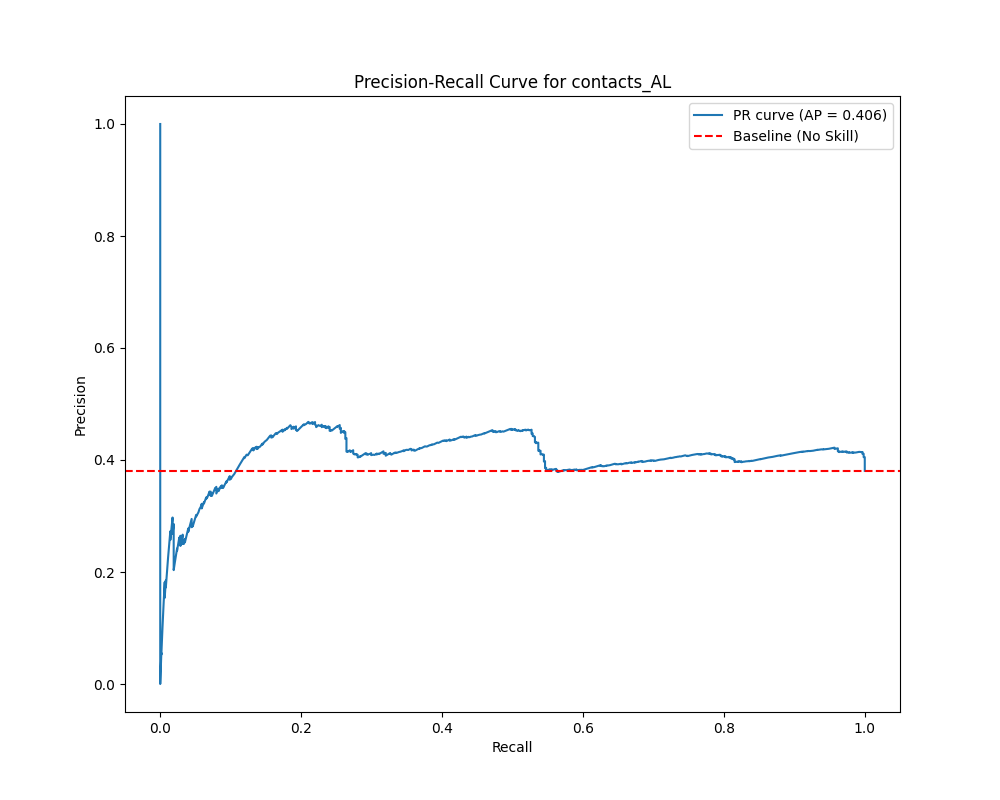 Precision-Recall Curve for contacts_AL
PR curve (AP = 0.406)
Baseline (No Skill)
Precision
1.0
0.8
0.6
0.4
0.2
0.0
0.0 0.2 0.4 0.6 0.8 1.0
Recall